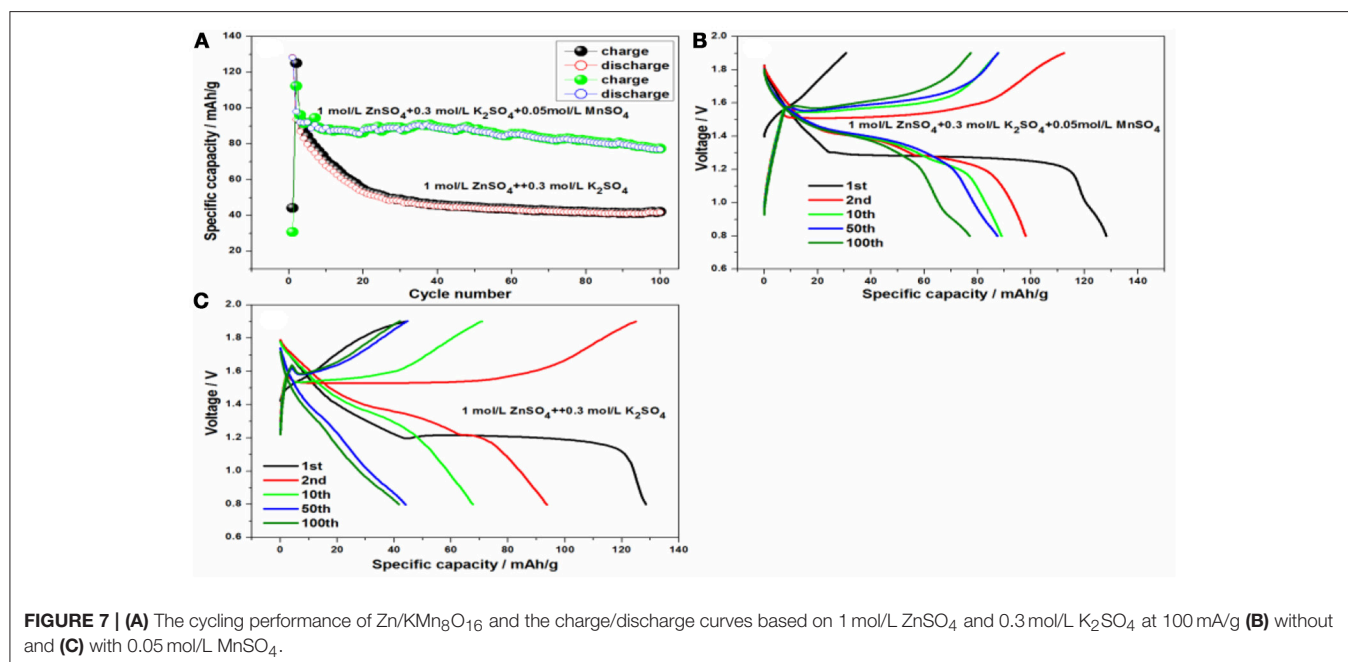 A
140
120
100
80
60
40
20
0
20
40
60
80
100
Specific ccapacity / mAh/g
Cycle number
charge
discharge
charge
discharge
1 mol/L ZnSO₄+0.3 mol/L K₂SO₄+0.05mol/L MnSO₄
1 mol/L ZnSO₄++0.3 mol/L K₂SO₄
B
2.0
1.8
1.6
1.4
1.2
1.0
0.8
0.6
0
20
40
60
80
100
120
140
Voltage / V
Specific capacity / mAh/g
1 mol/L ZnSO₄+0.3 mol/L K₂SO₄+0.05mol/L MnSO₄
1st
2nd
10th
50th
100th
C
2.0
1.8
1.6
1.4
1.2
1.0
0.8
0.6
0
20
40
60
80
100
120
140
Voltage / V
Specific capacity / mAh/g
1 mol/L ZnSO₄++0.3 mol/L K₂SO₄
1st
2nd
10th
50th
100th
FIGURE 7 | (A) The cycling performance of Zn/KMn₈O₁₆ and the charge/discharge curves based on 1 mol/L ZnSO₄ and 0.3 mol/L K₂SO₄ at 100 mA/g (B) without
and (C) with 0.05 mol/L MnSO₄.